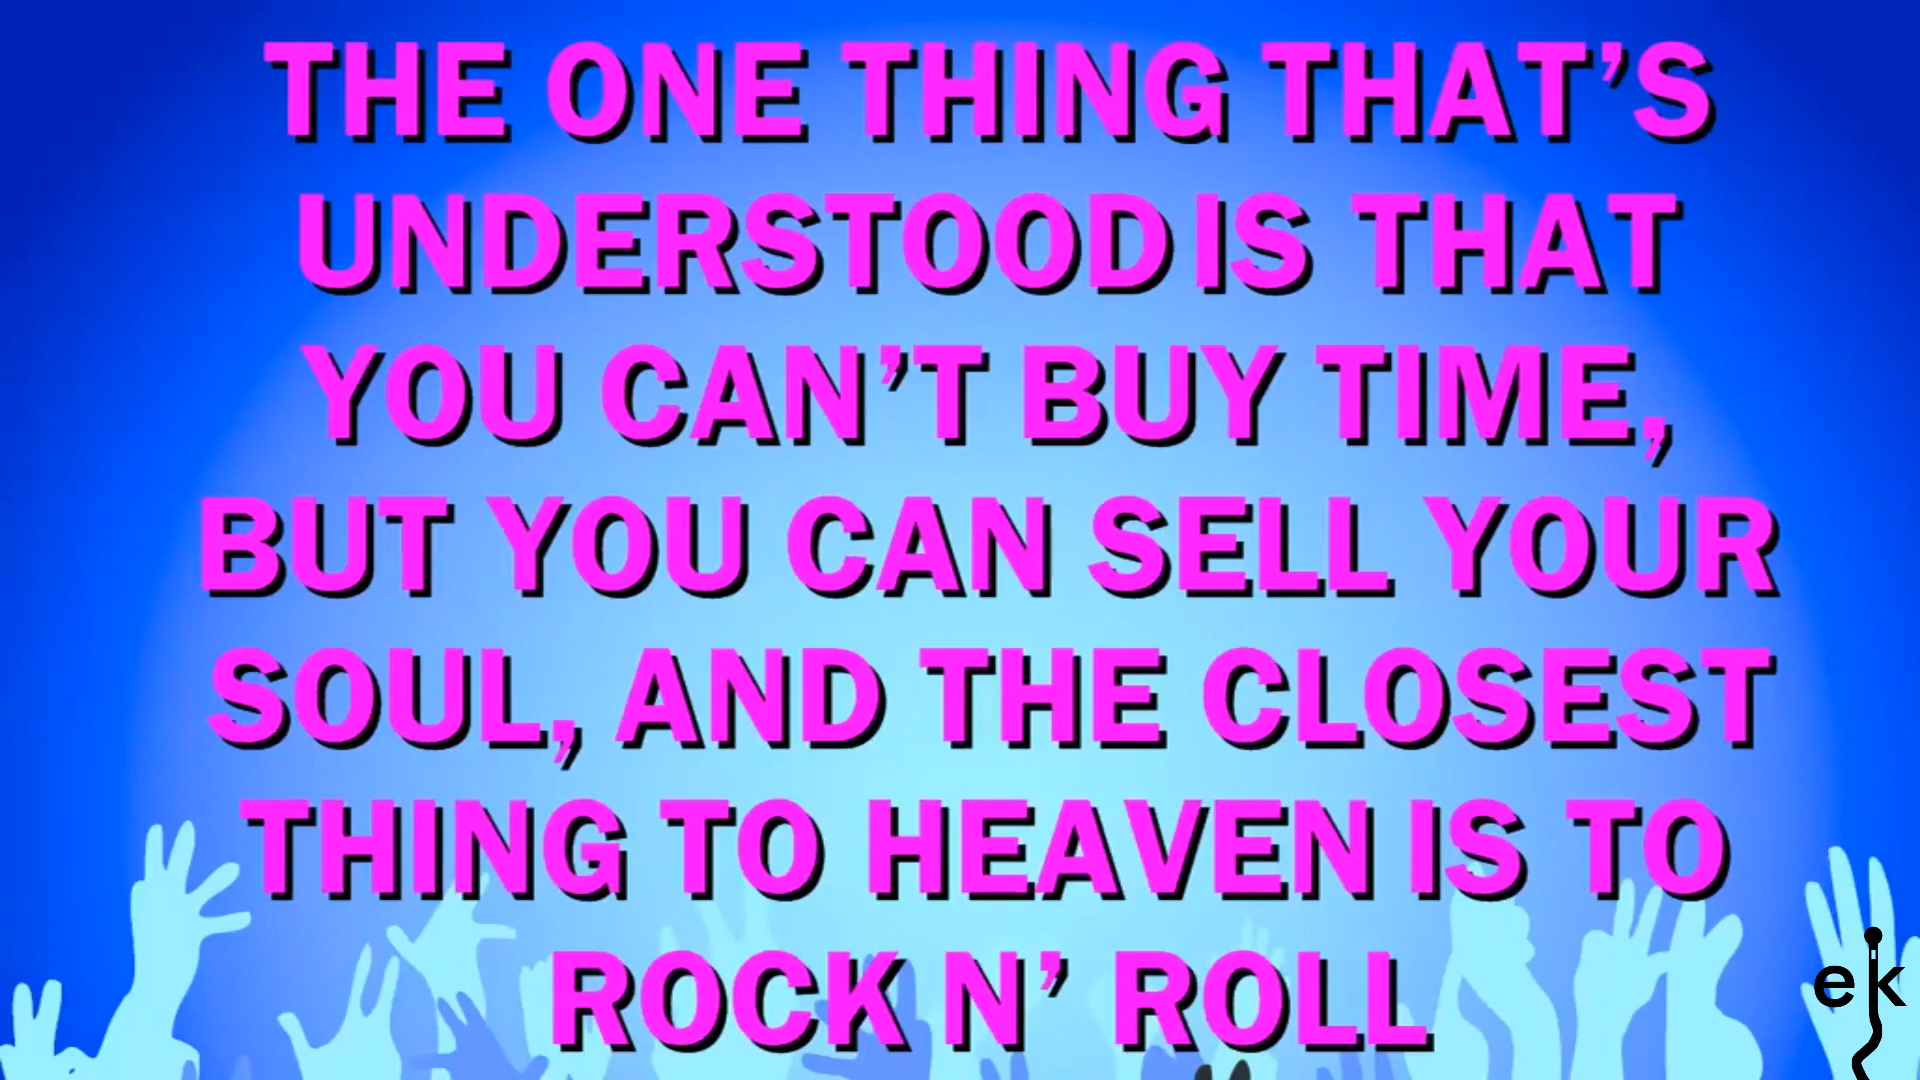 THE ONE THING THAT'S
UNDERSTOOD IS THAT
YOU CAN'T BUY TIME,
BUT YOU CAN SELL YOUR
SOUL, AND THE CLOSEST
THING TO HEAVEN IS TO
ROCK N' ROLL
ek